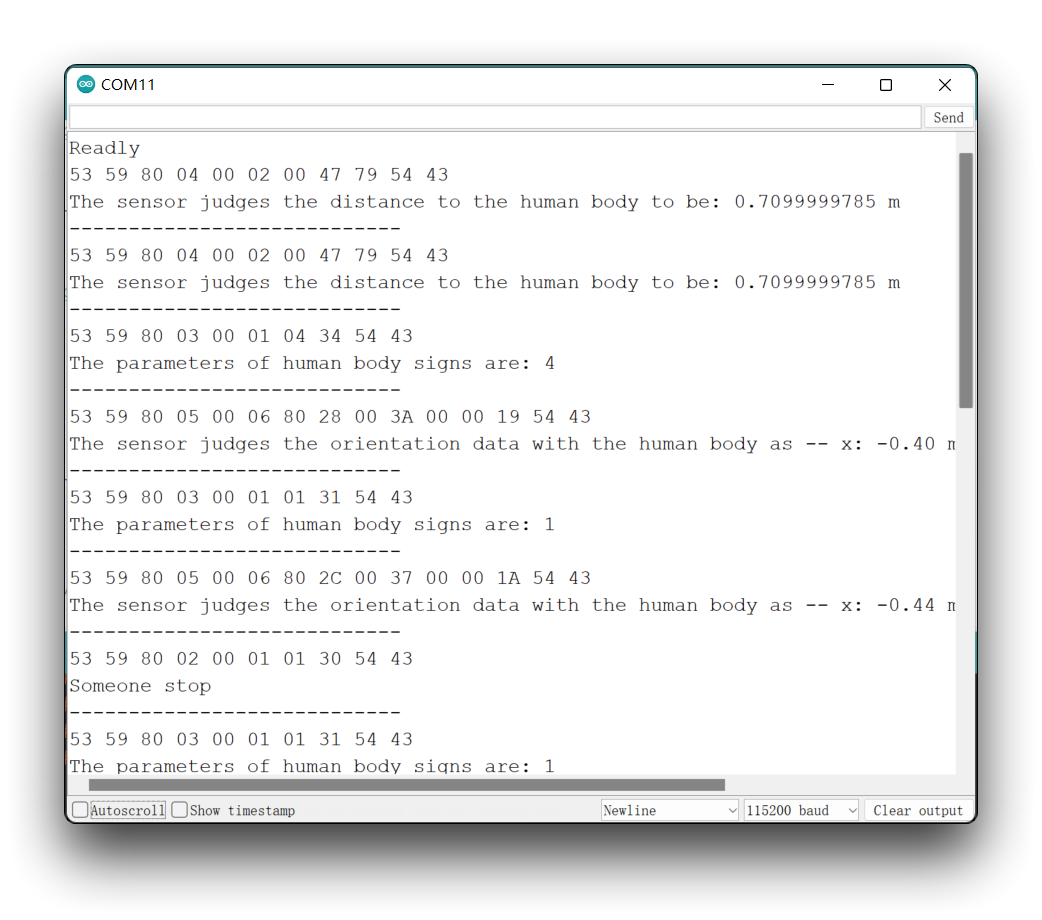 COM11
Send
Readly
53 59 80 04 00 02 00 47 79 54 43
The sensor judges the distance to the human body to be: 0.7099999785 m
----------------------------
53 59 80 04 00 02 00 47 79 54 43
The sensor judges the distance to the human body to be: 0.7099999785 m
----------------------------
53 59 80 03 00 01 04 34 54 43
The parameters of human body signs are: 4
----------------------------
53 59 80 05 00 06 80 28 00 3A 00 00 19 54 43
The sensor judges the orientation data with the human body as -- x: -0.40 m
----------------------------
53 59 80 03 00 01 01 31 54 43
The parameters of human body signs are: 1
----------------------------
53 59 80 05 00 06 80 2C 00 37 00 00 1A 54 43
The sensor judges the orientation data with the human body as -- x: -0.44 m
----------------------------
53 59 80 02 00 01 01 30 54 43
Someone stop
----------------------------
53 59 80 03 00 01 01 31 54 43
The parameters of human body signs are: 1
Autoscroll Show timestamp Newline 115200 baud Clear output